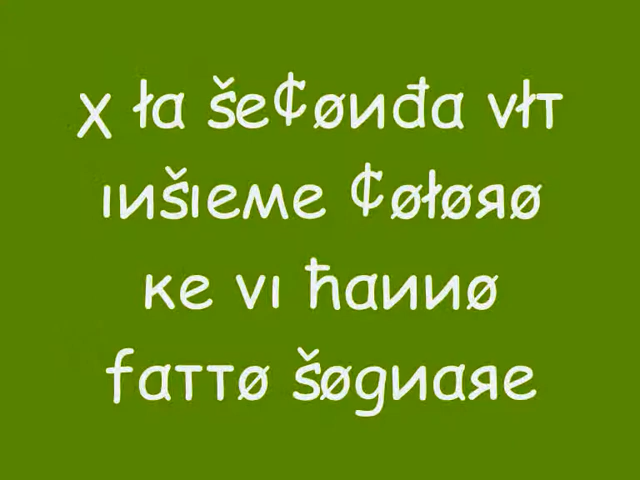 χ ła še¢øиđa vłт
ıиšıeмe ¢øłøяø
кe vı ħaииø
faттø šøgиaяe